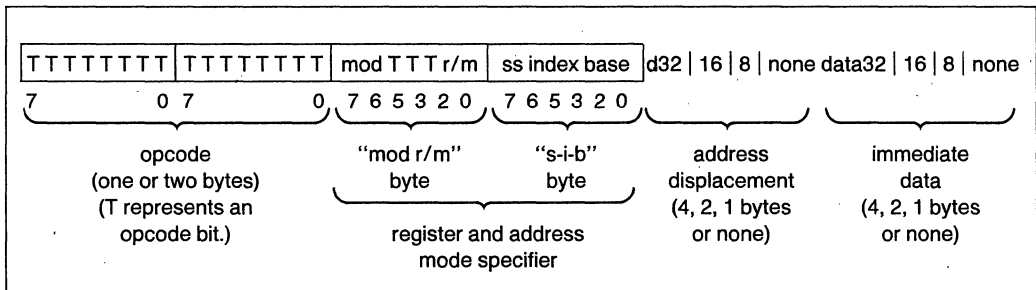 T T T T T T T T T T T T T T T T mod T T T r/m ss index base d32 | 16 | 8 | none data32 | 16 | 8 | none
7 0 7 0 7 6 5 3 2 0 7 6 5 3 2 0
opcode "mod r/m" "s-i-b" address immediate
(one or two bytes) byte byte displacement data
(T represents an (4, 2, 1 bytes (4, 2, 1 bytes
opcode bit.) register and address or none) or none)
mode specifier